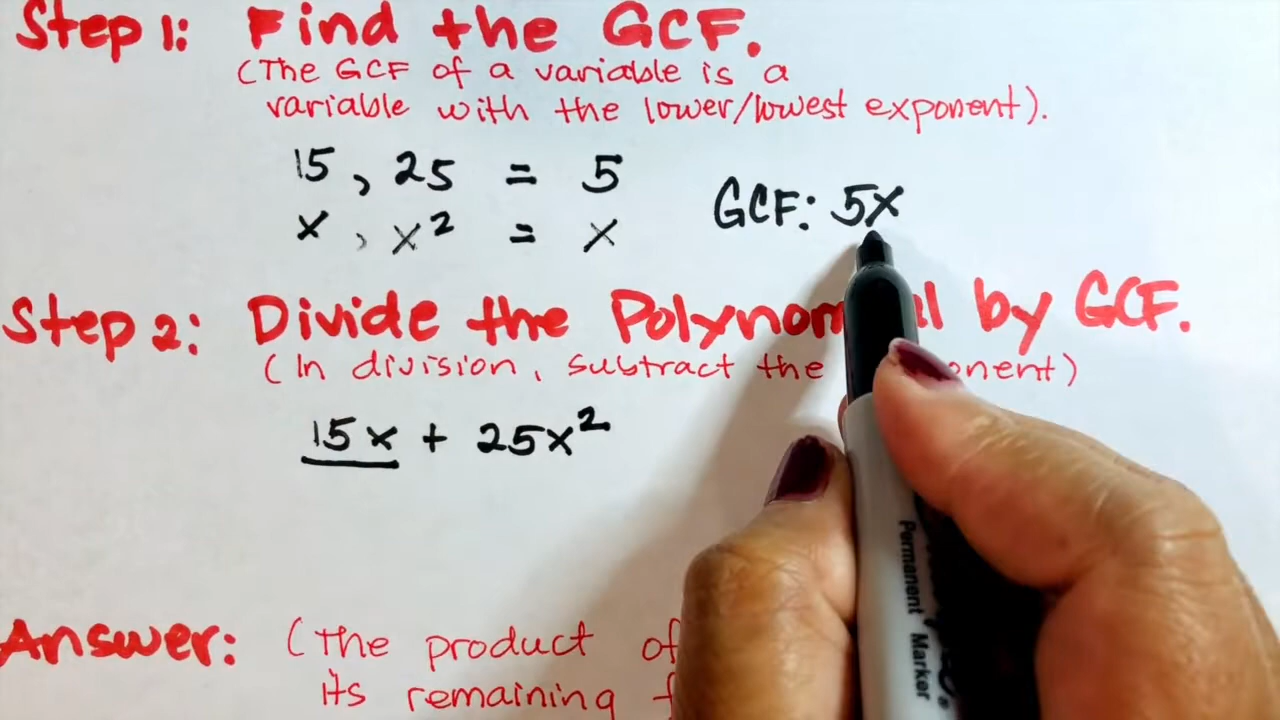 Step 1: Find the GCF.
(The GCF of a variable is a
variable with the lower/lowest exponent).
15, 25 = 5
x, x² = x
GCF: 5x
Step 2: Divide the Polynom l by GCF.
(In division, subtract the onent)
15x + 25x²
Answer: (The product of
its remaining
Permanent Marker